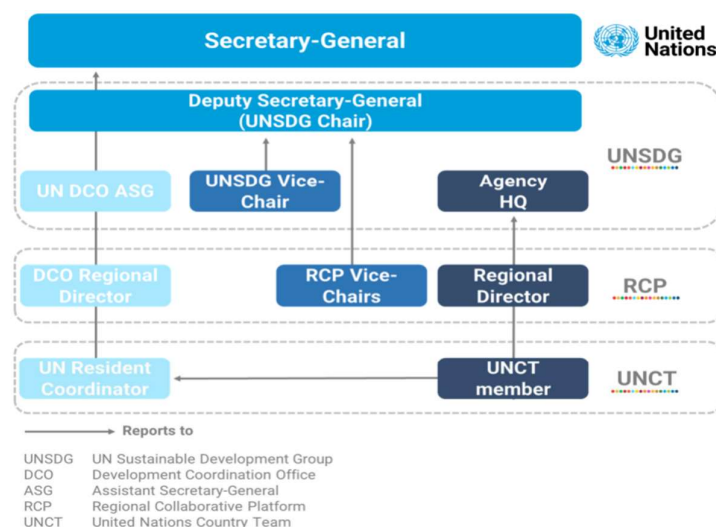 Secretary-General
United
Nations
Deputy Secretary-General
(UNSDG Chair)
UNSDG
UN DCO ASG
UNSDG Vice-
Chair
Agency
HQ
DCO Regional
Director
RCP Vice-
Chairs
Regional
Director
RCP
UN Resident
Coordinator
UNCT
member
UNCT
Reports to
UNSDG UN Sustainable Development Group
DCO Development Coordination Office
ASG Assistant Secretary-General
RCP Regional Collaborative Platform
UNCT United Nations Country Team